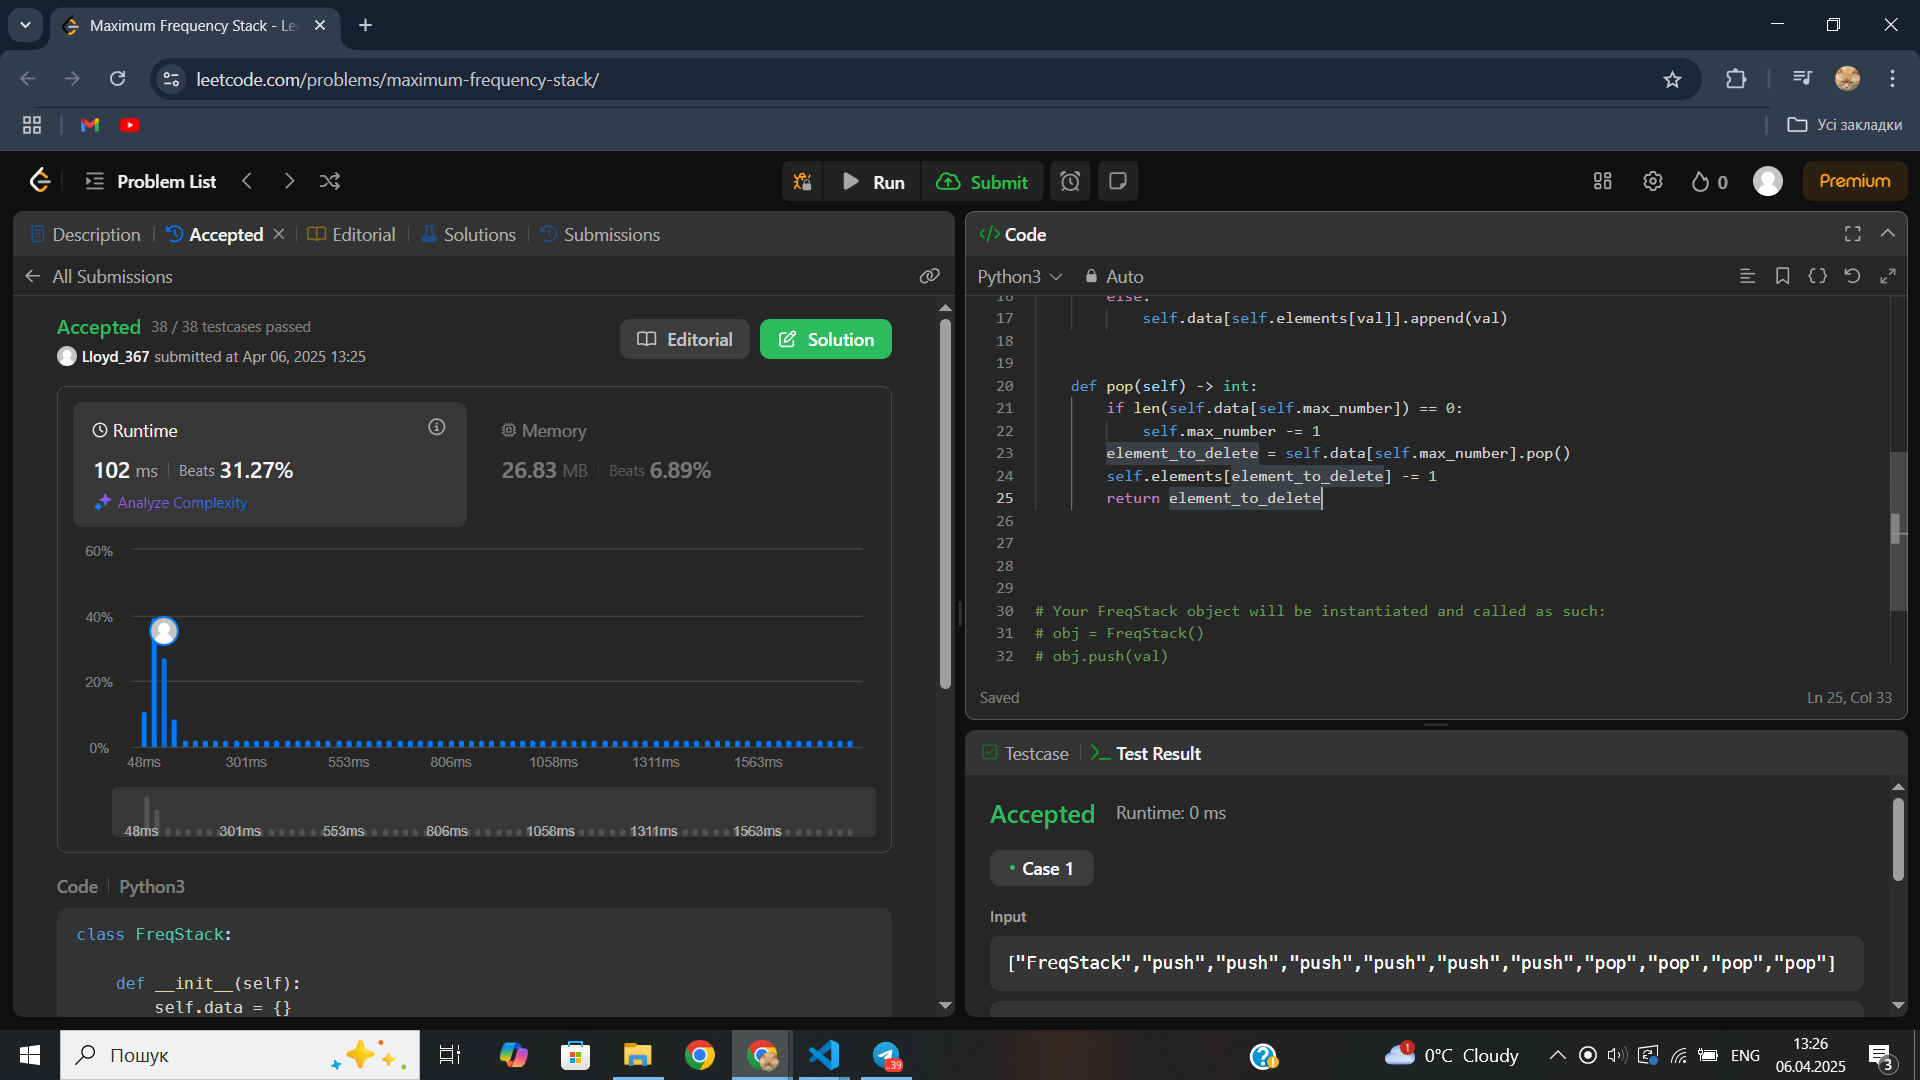 Maximum Frequency Stack - Le
leetcode.com/problems/maximum-frequency-stack/
Усі закладки
Problem List
Run
Submit
0
Premium
Description
Accepted
Editorial
Solutions
Submissions
All Submissions
Accepted 38 / 38 testcases passed
Lloyd_367 submitted at Apr 06, 2025 13:25
Editorial
Solution
Runtime
102 ms Beats 31.27%
Analyze Complexity
Memory
26.83 MB Beats 6.89%
60%
40%
20%
0%
48ms 301ms 553ms 806ms 1058ms 1311ms 1563ms
48ms 301ms 553ms 806ms 1058ms 1311ms 1563ms
Code Python3
class FreqStack:
def __init__(self):
self.data = {}
</> Code
Python3 Auto
16 else:
17 self.data[self.elements[val]].append(val)
18
19
20 def pop(self) -> int:
21 if len(self.data[self.max_number]) == 0:
22 self.max_number -= 1
23 element_to_delete = self.data[self.max_number].pop()
24 self.elements[element_to_delete] -= 1
25 return element_to_delete
26
27
28
29
30 # Your FreqStack object will be instantiated and called as such:
31 # obj = FreqStack()
32 # obj.push(val)
Saved
Ln 25, Col 33
Testcase
>_ Test Result
Accepted Runtime: 0 ms
Case 1
Input
["FreqStack","push","push","push","push","push","push","pop","pop","pop","pop"]
Пошук
..39
1
0°C Cloudy
ENG
13:26
06.04.2025
3